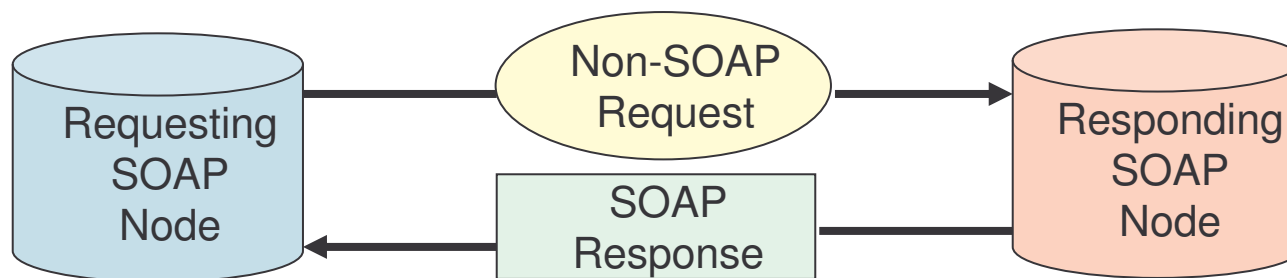 Requesting
SOAP
Node
Non-SOAP
Request
SOAP
Response
Responding
SOAP
Node